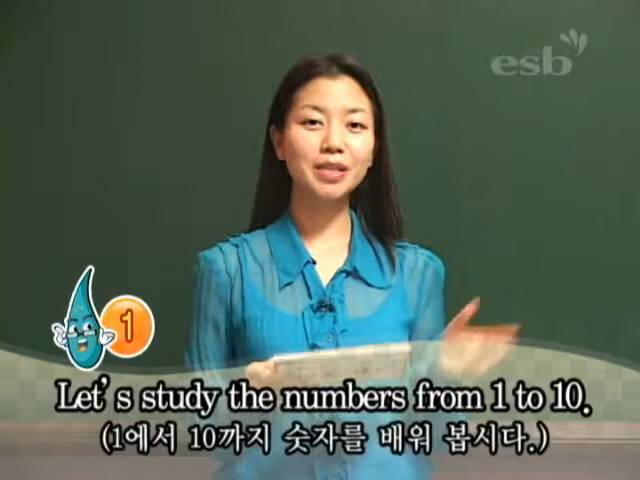 esb
1
Let's study the numbers from 1 to 10.
(1에서 10까지 숫자를 배워 봅시다.)